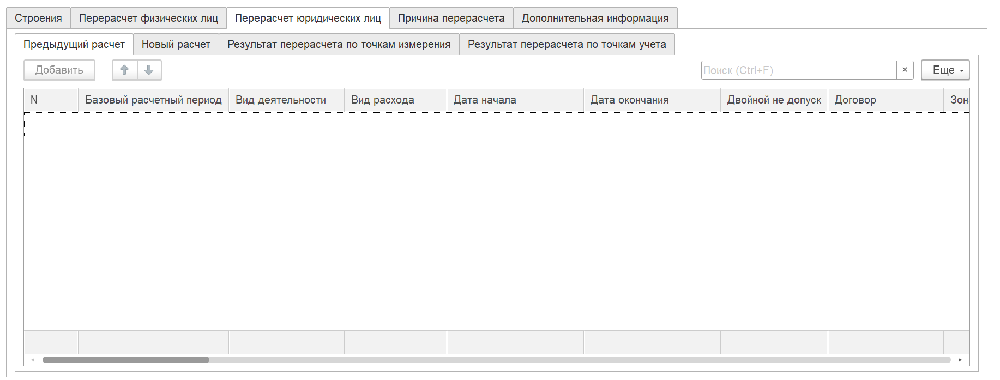 Строения Перерасчет физических лиц Перерасчет юридических лиц Причина перерасчета Дополнительная информация
Предыдущий расчет Новый расчет Результат перерасчета по точкам измерения Результат перерасчета по точкам учета
Добавить Поиск (Ctrl+F) × Еще
N Базовый расчетный период Вид деятельности Вид расхода Дата начала Дата окончания Двойной не допуск Договор Зона